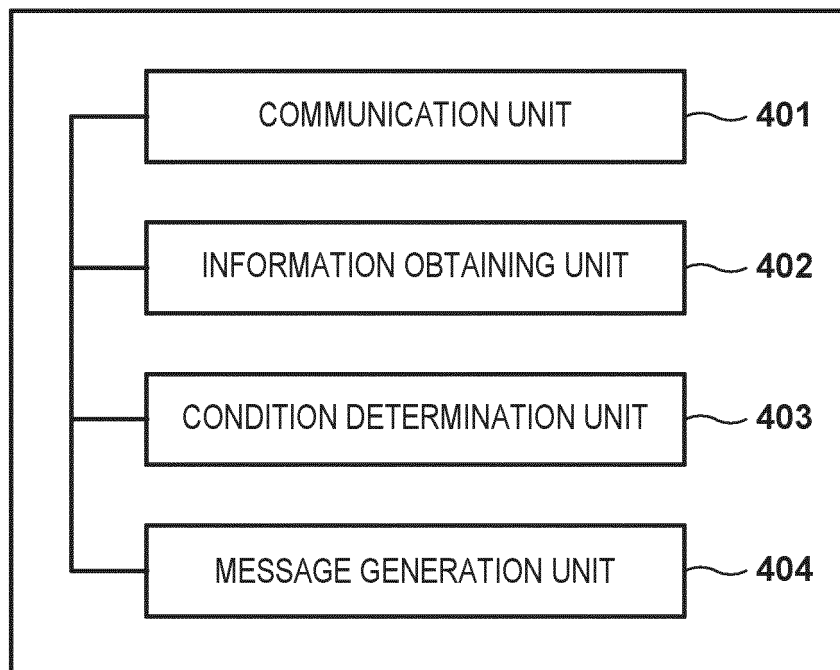 COMMUNICATION UNIT 401
INFORMATION OBTAINING UNIT 402
CONDITION DETERMINATION UNIT 403
MESSAGE GENERATION UNIT 404